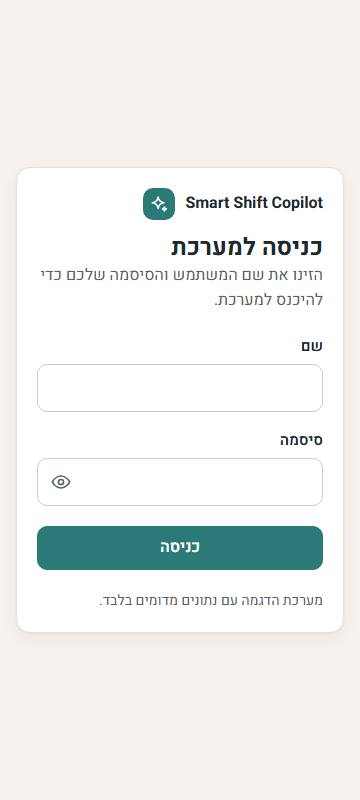 Smart Shift Copilot
כניסה למערכת
הזינו את שם המשתמש והסיסמה שלכם כדי
להיכנס למערכת.
שם
סיסמה
כניסה
מערכת הדגמה עם נתונים מדומים בלבד.